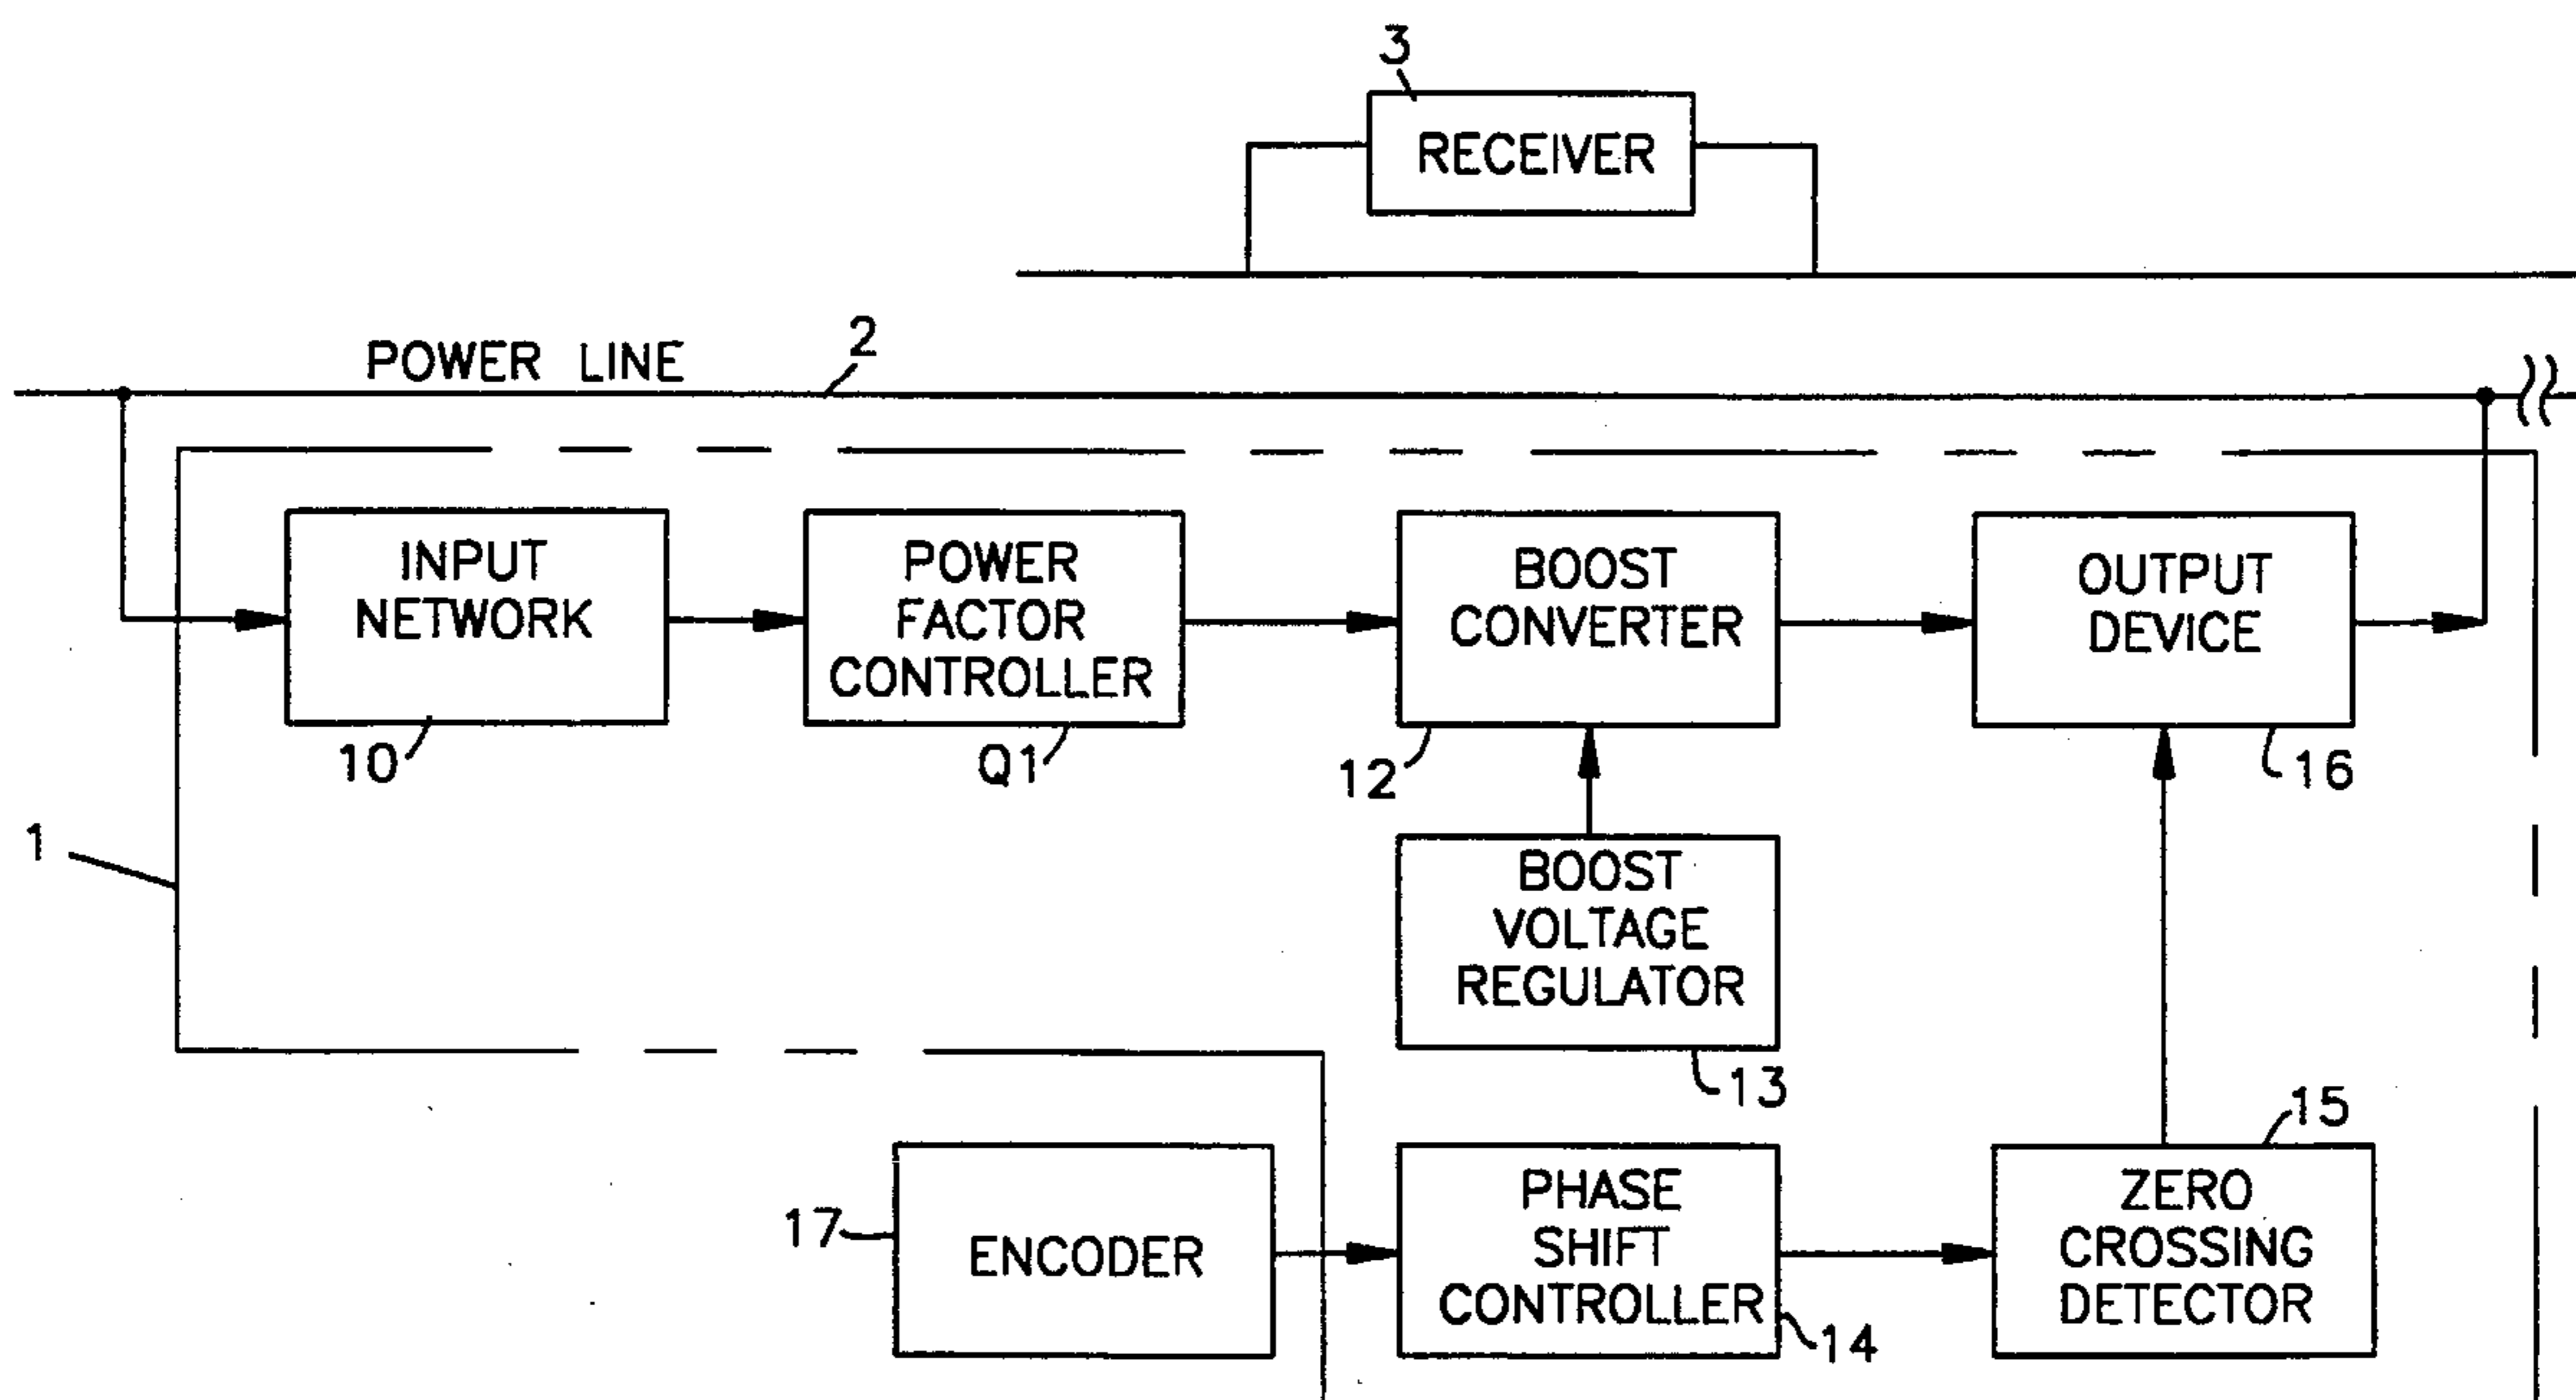 3
RECEIVER
POWER LINE
2
INPUT
NETWORK
10
POWER
FACTOR
CONTROLLER
Q1
BOOST
CONVERTER
12
OUTPUT
DEVICE
16
1
BOOST
VOLTAGE
REGULATOR
13
17
ENCODER
PHASE
SHIFT
CONTROLLER
14
15
ZERO
CROSSING
DETECTOR